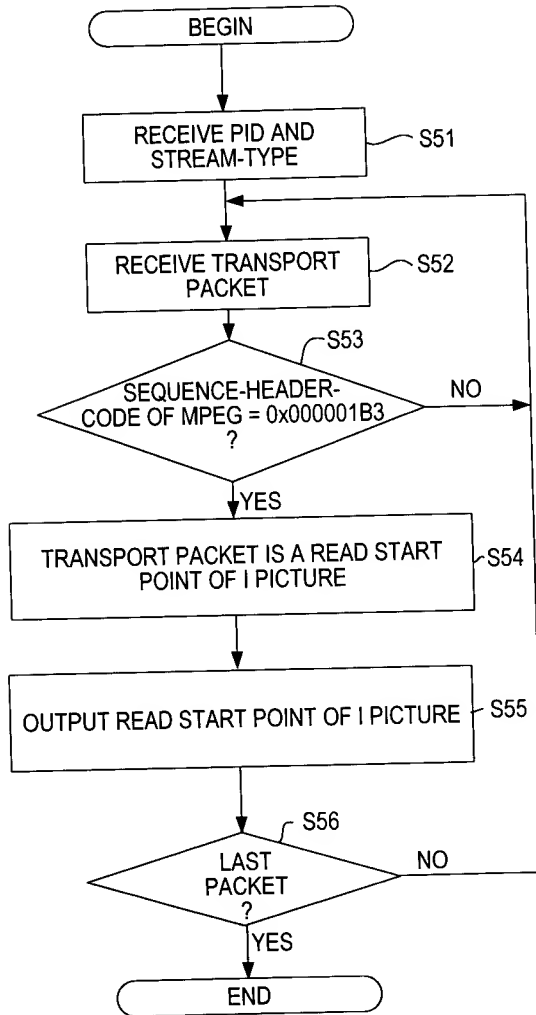 BEGIN
RECEIVE PID AND
STREAM-TYPE
S51
RECEIVE TRANSPORT
PACKET
S52
S53
SEQUENCE-HEADER-
CODE OF MPEG = 0x000001B3
?
NO
YES
TRANSPORT PACKET IS A READ START
POINT OF I PICTURE
S54
OUTPUT READ START POINT OF I PICTURE
S55
S56
LAST
PACKET
?
NO
YES
END